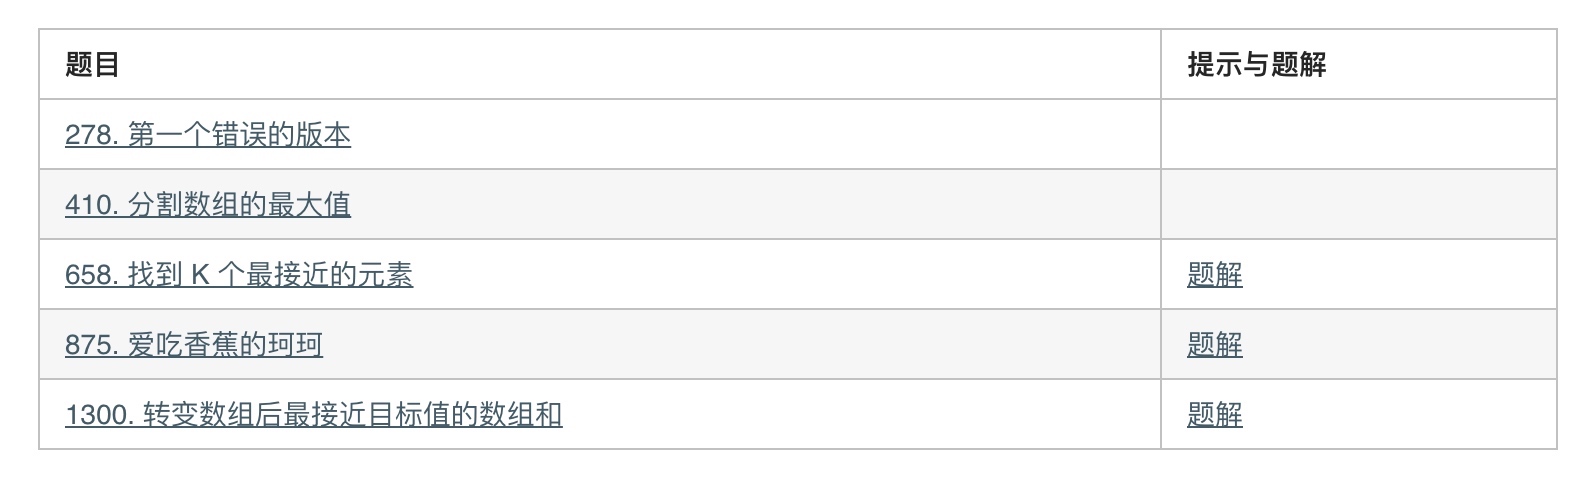 题目 提示与题解
278. 第一个错误的版本
410. 分割数组的最大值
658. 找到 K 个最接近的元素 题解
875. 爱吃香蕉的珂珂 题解
1300. 转变数组后最接近目标值的数组和 题解